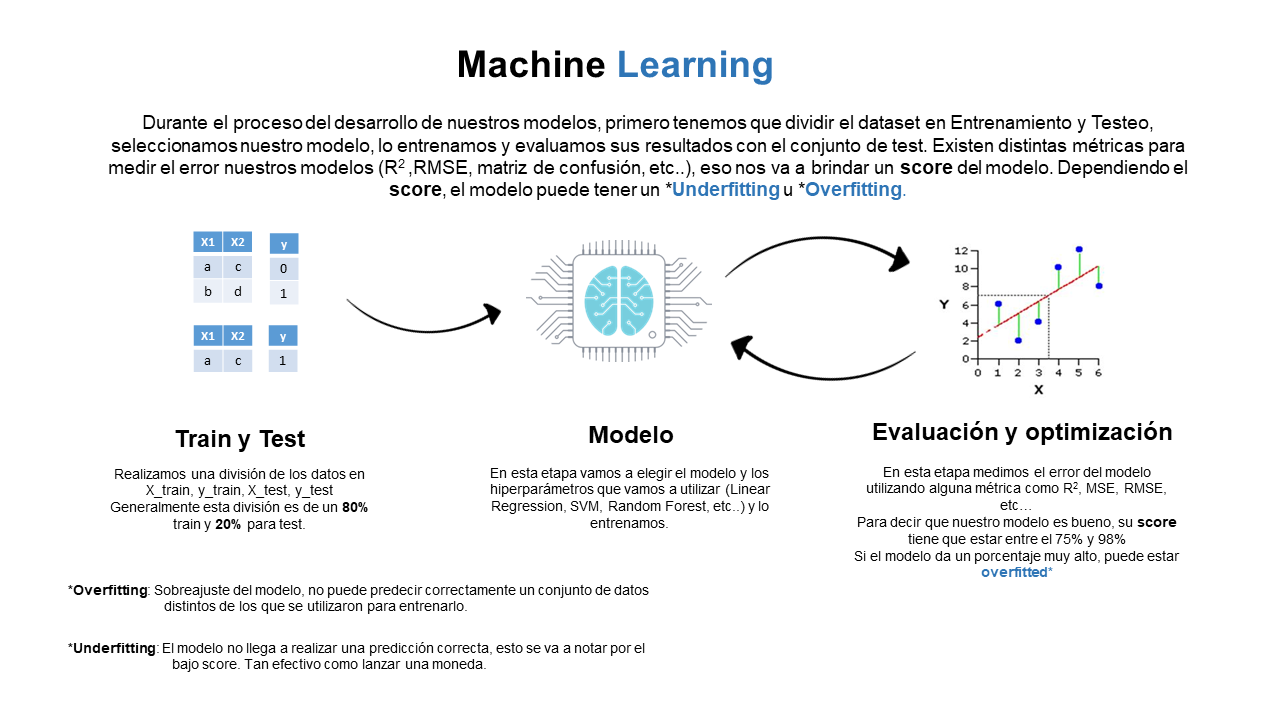 Machine Learning
Durante el proceso del desarrollo de nuestros modelos, primero tenemos que dividir el dataset en Entrenamiento y Testeo,
seleccionamos nuestro modelo, lo entrenamos y evaluamos sus resultados con el conjunto de test. Existen distintas métricas para
medir el error nuestros modelos (R² ,RMSE, matriz de confusión, etc..), eso nos va a brindar un score del modelo. Dependiendo el
score, el modelo puede tener un *Underfitting u *Overfitting.
X1 X2 y
a c 0
b d 1
X1 X2 y
a c 1
12
10
8
6
4
2
0
Y
0 1 2 3 4 5 6
X
Train y Test
Realizamos una división de los datos en
X_train, y_train, X_test, y_test
Generalmente esta división es de un 80%
train y 20% para test.
Modelo
En esta etapa vamos a elegir el modelo y los
hiperparámetros que vamos a utilizar (Linear
Regression, SVM, Random Forest, etc..) y lo
entrenamos.
Evaluación y optimización
En esta etapa medimos el error del modelo
utilizando alguna métrica como R², MSE, RMSE,
etc…
Para decir que nuestro modelo es bueno, su score
tiene que estar entre el 75% y 98%
Si el modelo da un porcentaje muy alto, puede estar
overfitted*
*Overfitting: Sobreajuste del modelo, no puede predecir correctamente un conjunto de datos
distintos de los que se utilizaron para entrenarlo.
*Underfitting: El modelo no llega a realizar una predicción correcta, esto se va a notar por el
bajo score. Tan efectivo como lanzar una moneda.